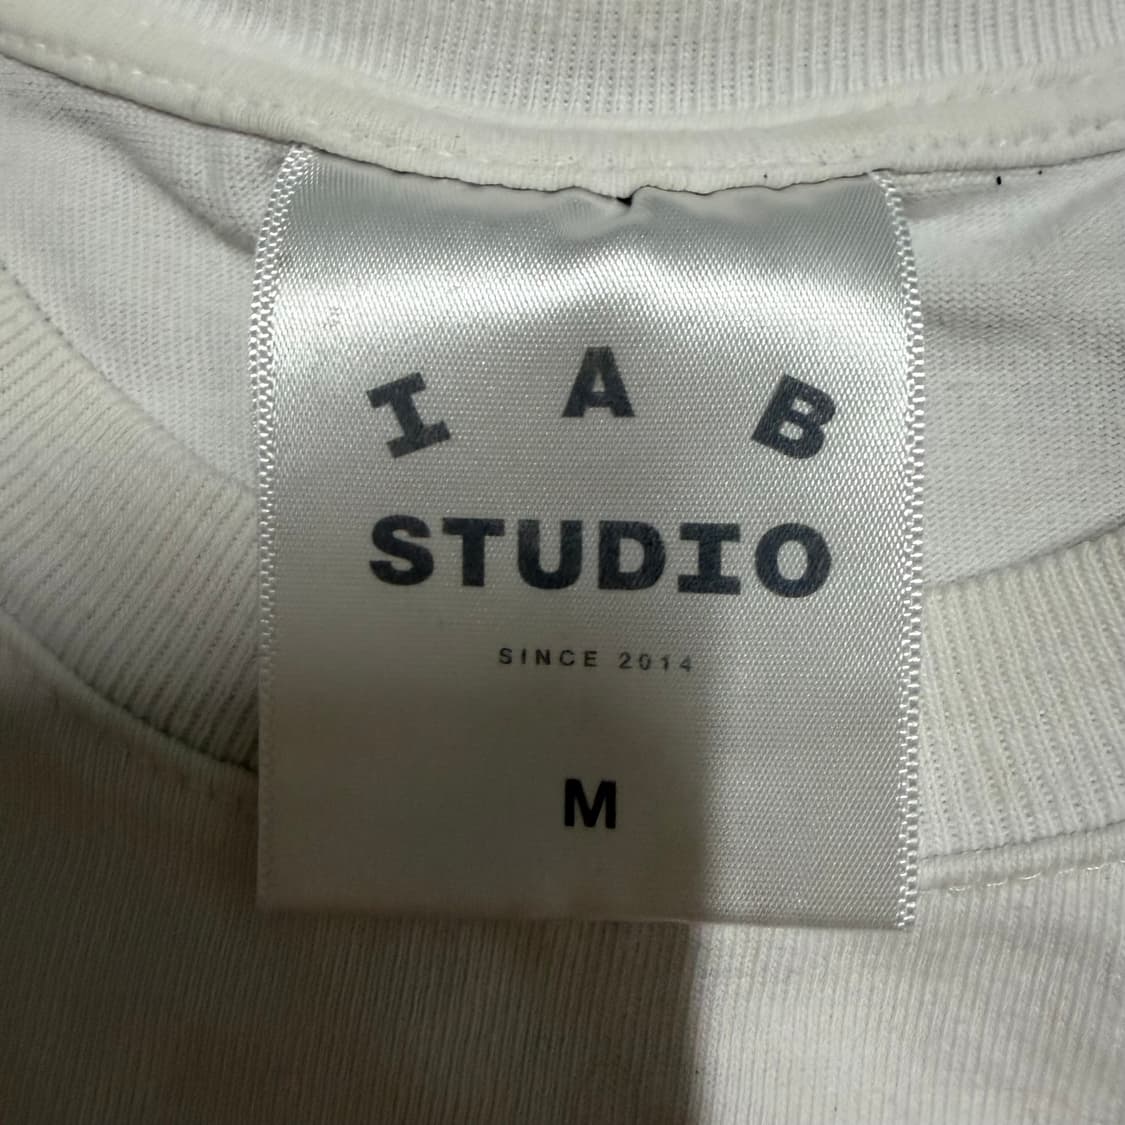 I A B
STUDIO
SINCE 2014
M